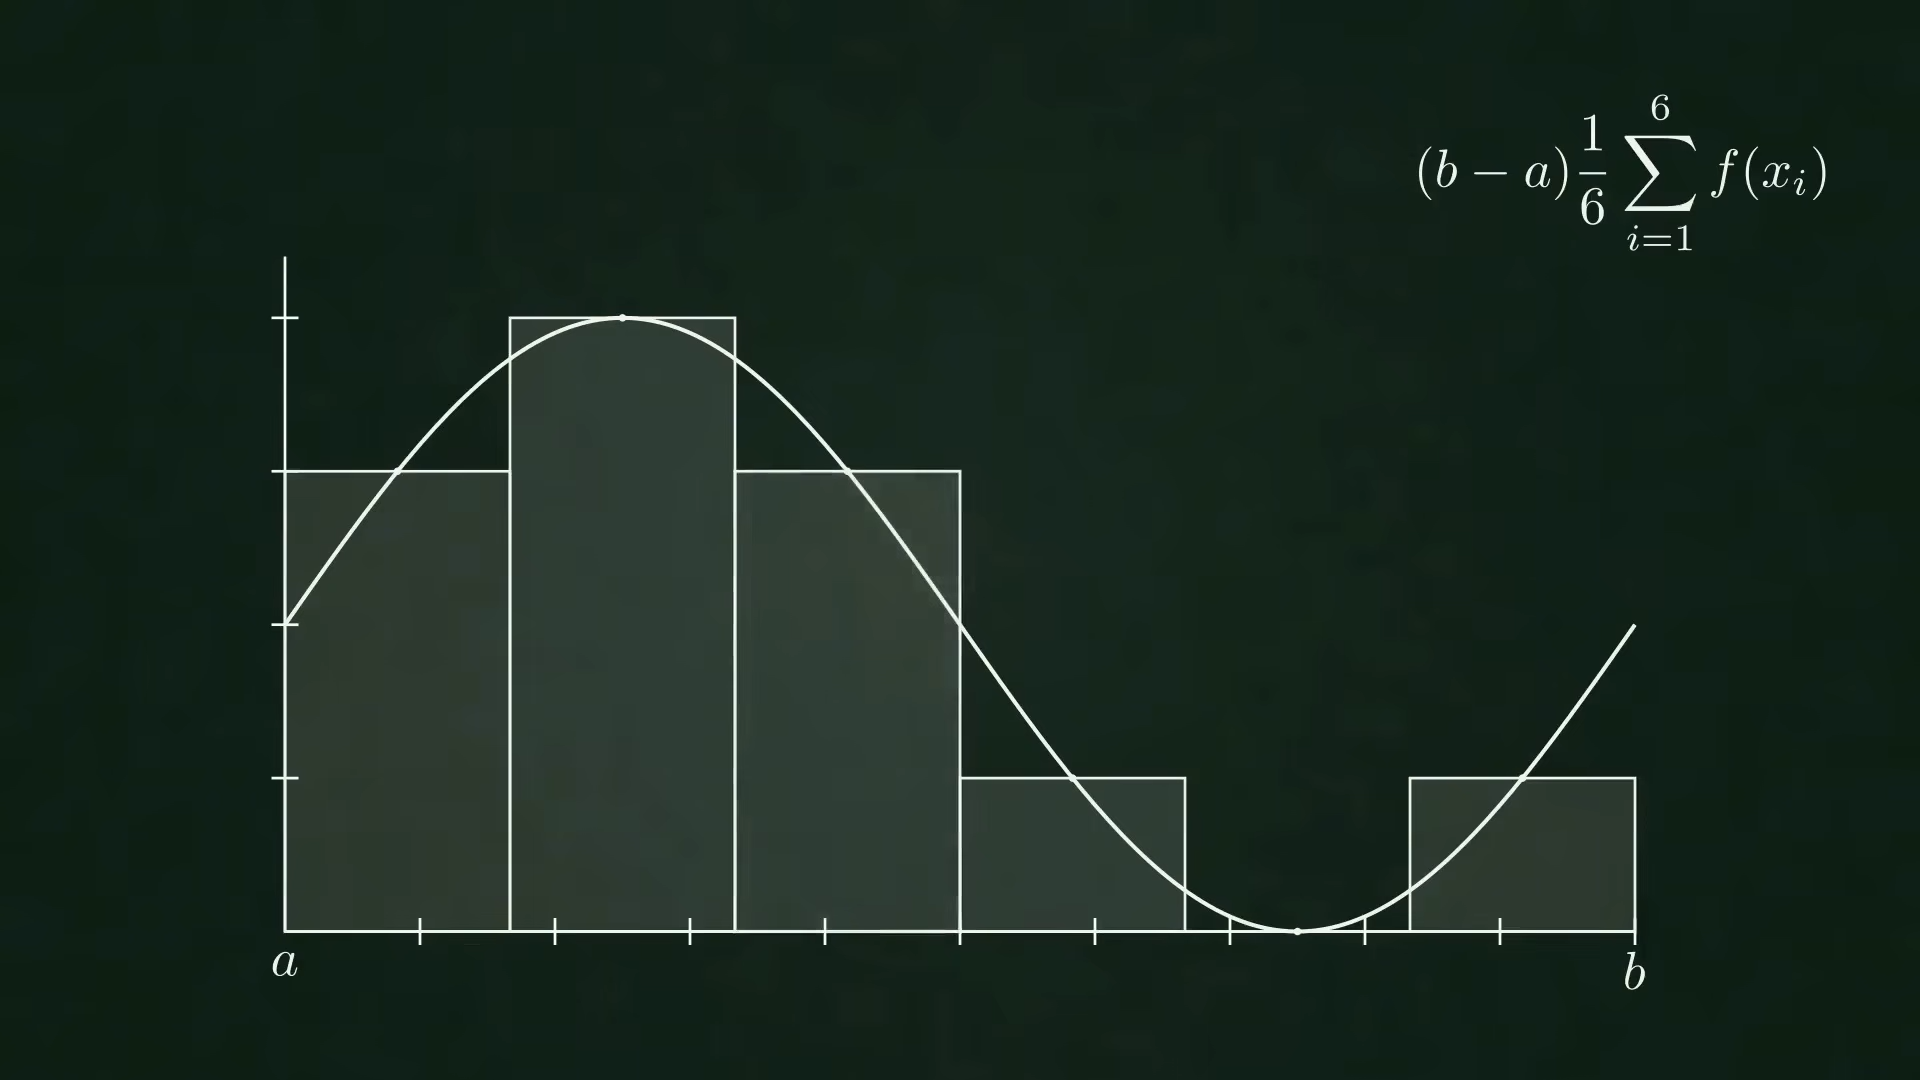 (b − a) 1/6 ∑_{i=1}^{6} f(x_i)
a
b